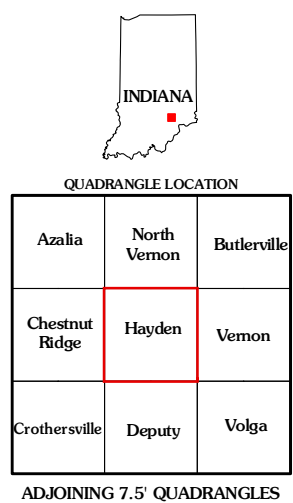 INDIANA
QUADRANGLE LOCATION
Azalia
North
Vernon
Butlerville
Chestnut
Ridge
Hayden
Vernon
Crothersville
Deputy
Volga
ADJOINING 7.5' QUADRANGLES